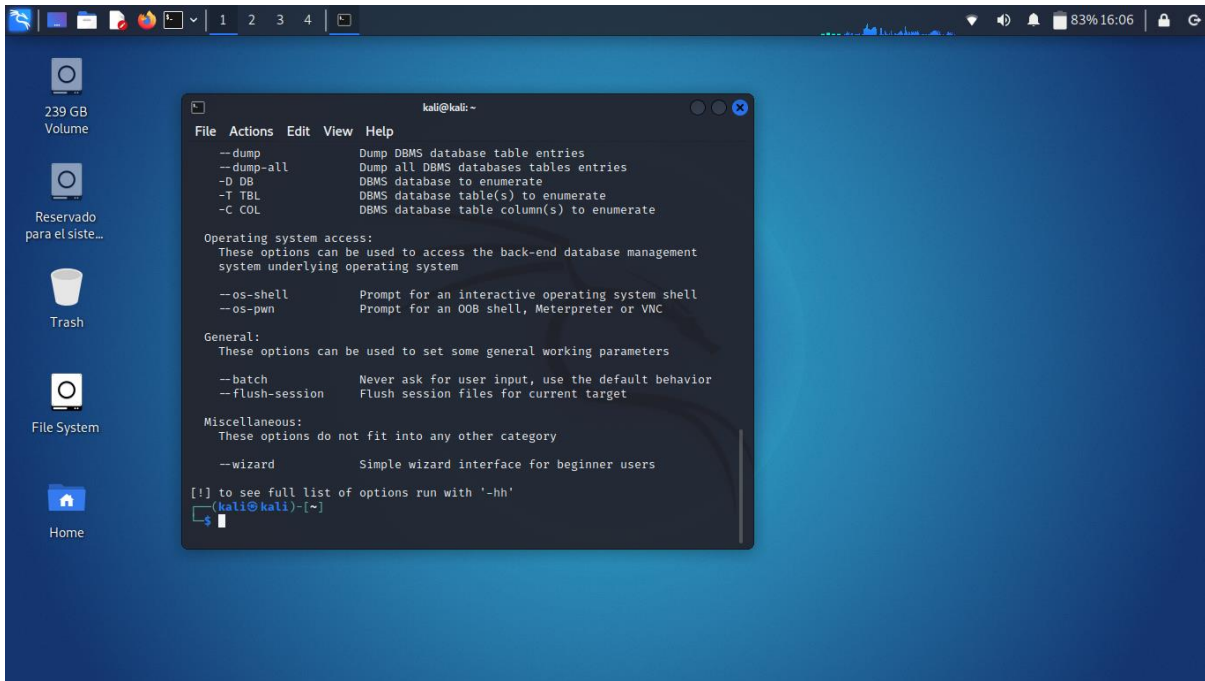 1 2 3 4
83% 16:06
239 GB
Volume
Reservado
para el siste...
Trash
File System
Home
kali@kali: ~
File Actions Edit View Help
--dump Dump DBMS database table entries
--dump-all Dump all DBMS databases tables entries
-D DB DBMS database to enumerate
-T TBL DBMS database table(s) to enumerate
-C COL DBMS database table column(s) to enumerate
Operating system access:
These options can be used to access the back-end database management
system underlying operating system
--os-shell Prompt for an interactive operating system shell
--os-pwn Prompt for an OOB shell, Meterpreter or VNC
General:
These options can be used to set some general working parameters
--batch Never ask for user input, use the default behavior
--flush-session Flush session files for current target
Miscellaneous:
These options do not fit into any other category
--wizard Simple wizard interface for beginner users
[!] to see full list of options run with '-hh'
┌──(kali㉿kali)-[~]
└─$